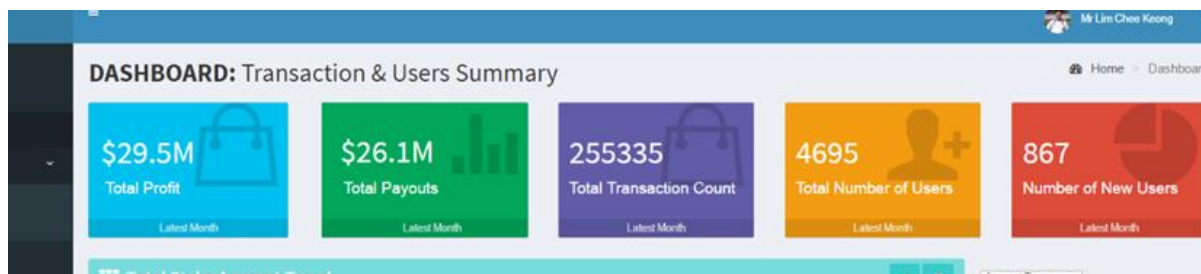 Mr Lim Chee Keong
DASHBOARD: Transaction & Users Summary
Home > Dashboar
$29.5M
Total Profit
Latest Month
$26.1M
Total Payouts
Latest Month
255335
Total Transaction Count
Latest Month
4695
Total Number of Users
Latest Month
867
Number of New Users
Latest Month